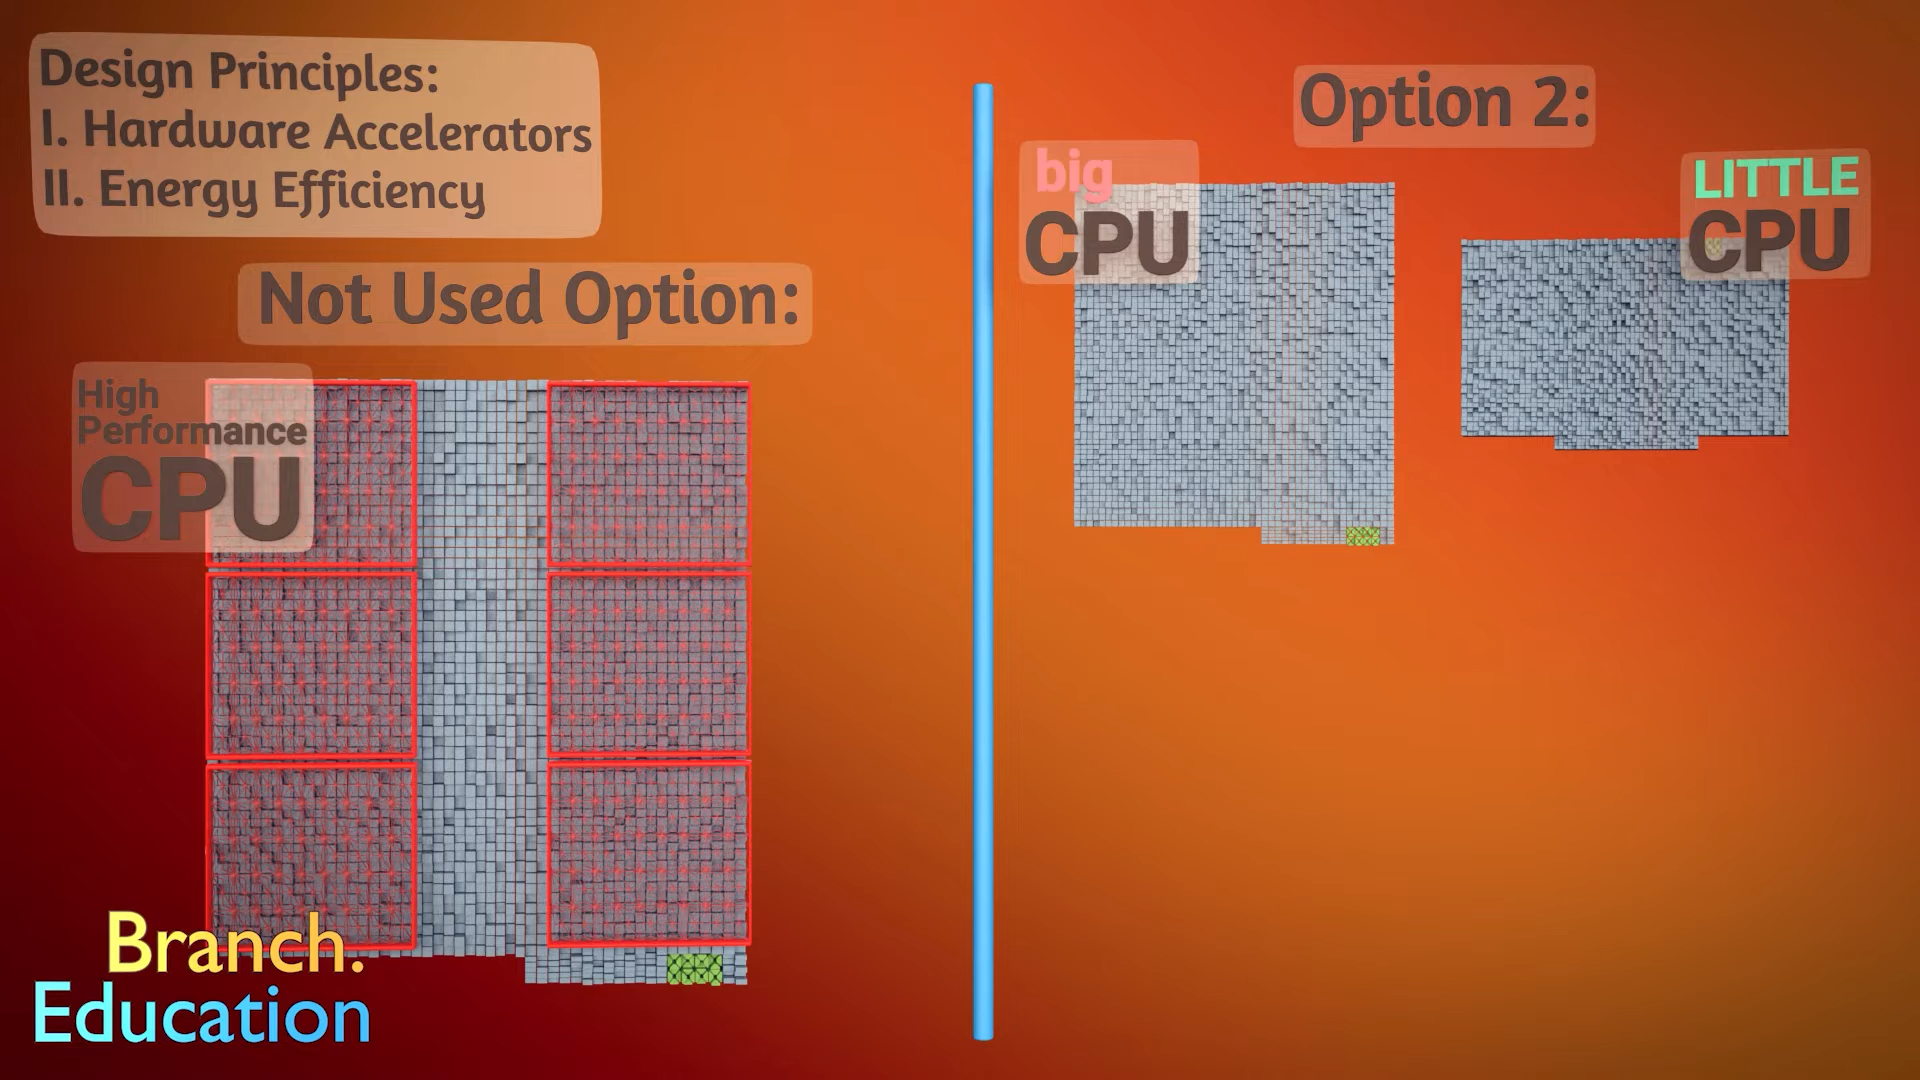 Design Principles:
I. Hardware Accelerators
II. Energy Efficiency
Not Used Option:
High
Performance
CPU
Option 2:
big
CPU
LITTLE
CPU
Branch.
Education